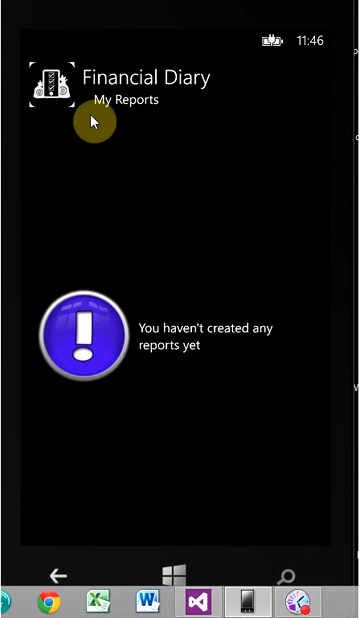 11:46
Financial Diary
My Reports
You haven't created any
reports yet